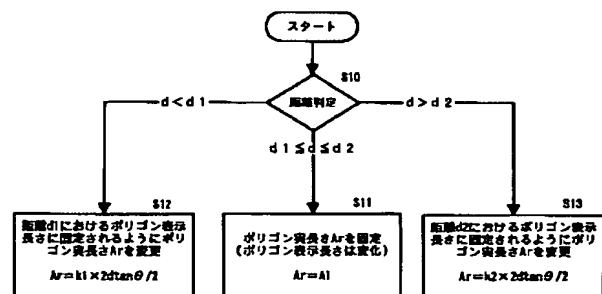 スタート
S10
距離判定
d<d1
d>d2
d1≦d≦d2
S12
距離d1におけるポリゴン表示
長さに固定されるようにポリ
ゴン実長さArを変更
Ar=k1×2dtanθ/2
S11
ポリゴン実長さArを固定
(ポリゴン表示長さは変化)
Ar=A1
S13
距離d2におけるポリゴン表示
長さに固定されるようにポリ
ゴン実長さArを変更
Ar=k2×2dtanθ/2